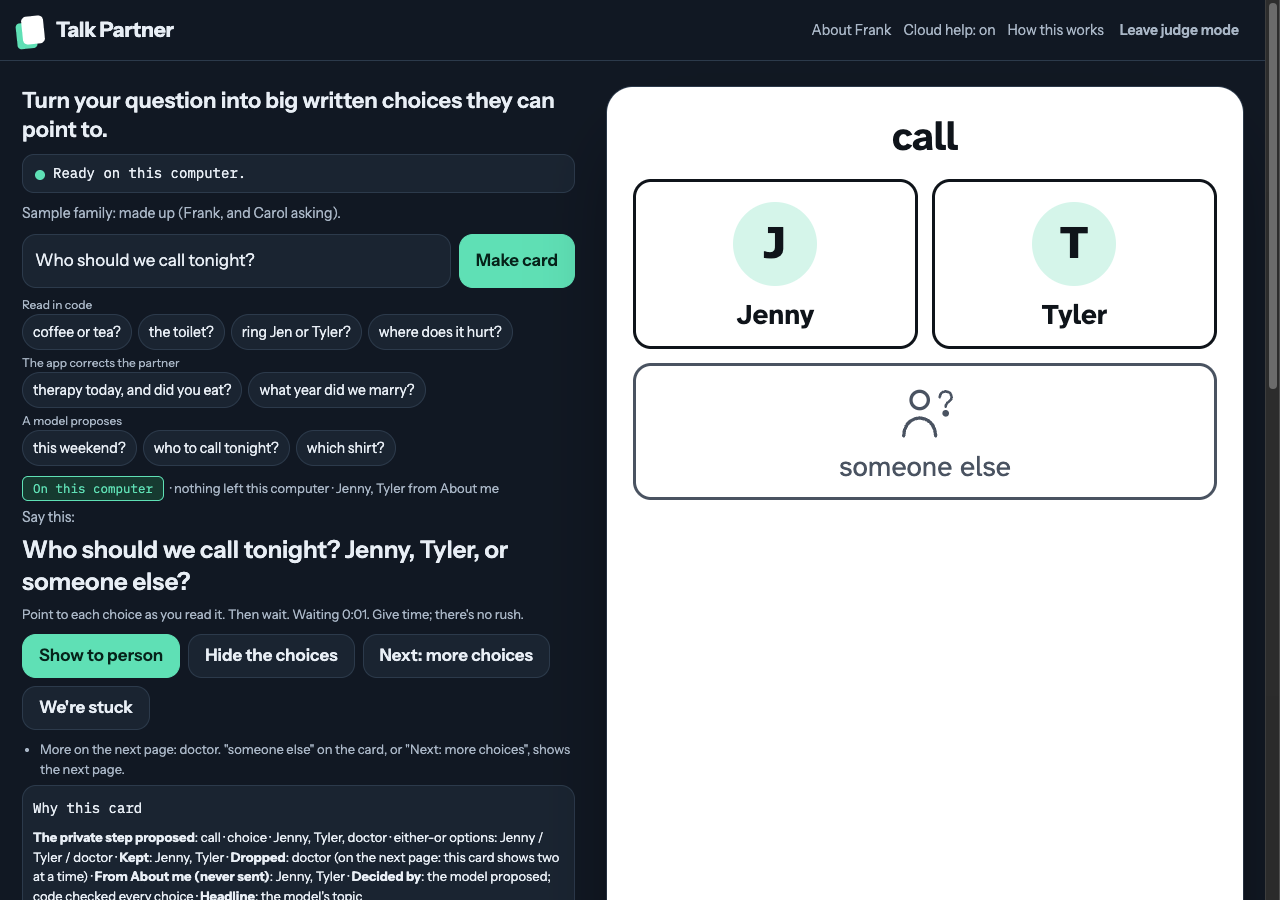 Talk Partner
About Frank Cloud help: on How this works Leave judge mode
Turn your question into big written choices they can
point to.
Ready on this computer.
Sample family: made up (Frank, and Carol asking).
Who should we call tonight?
Make card
Read in code
coffee or tea? the toilet? ring Jen or Tyler? where does it hurt?
The app corrects the partner
therapy today, and did you eat? what year did we marry?
A model proposes
this weekend? who to call tonight? which shirt?
On this computer · nothing left this computer · Jenny, Tyler from About me
Say this:
Who should we call tonight? Jenny, Tyler, or
someone else?
Point to each choice as you read it. Then wait. Waiting 0:01. Give time; there's no rush.
Show to person Hide the choices Next: more choices
We're stuck
• More on the next page: doctor. "someone else" on the card, or "Next: more choices", shows
the next page.
Why this card
The private step proposed: call · choice · Jenny, Tyler, doctor · either-or options: Jenny /
Tyler / doctor · Kept: Jenny, Tyler · Dropped: doctor (on the next page: this card shows two
at a time) · From About me (never sent): Jenny, Tyler · Decided by: the model proposed;
code checked every choice · Headline: the model's topic
call
J
Jenny
T
Tyler
?
someone else